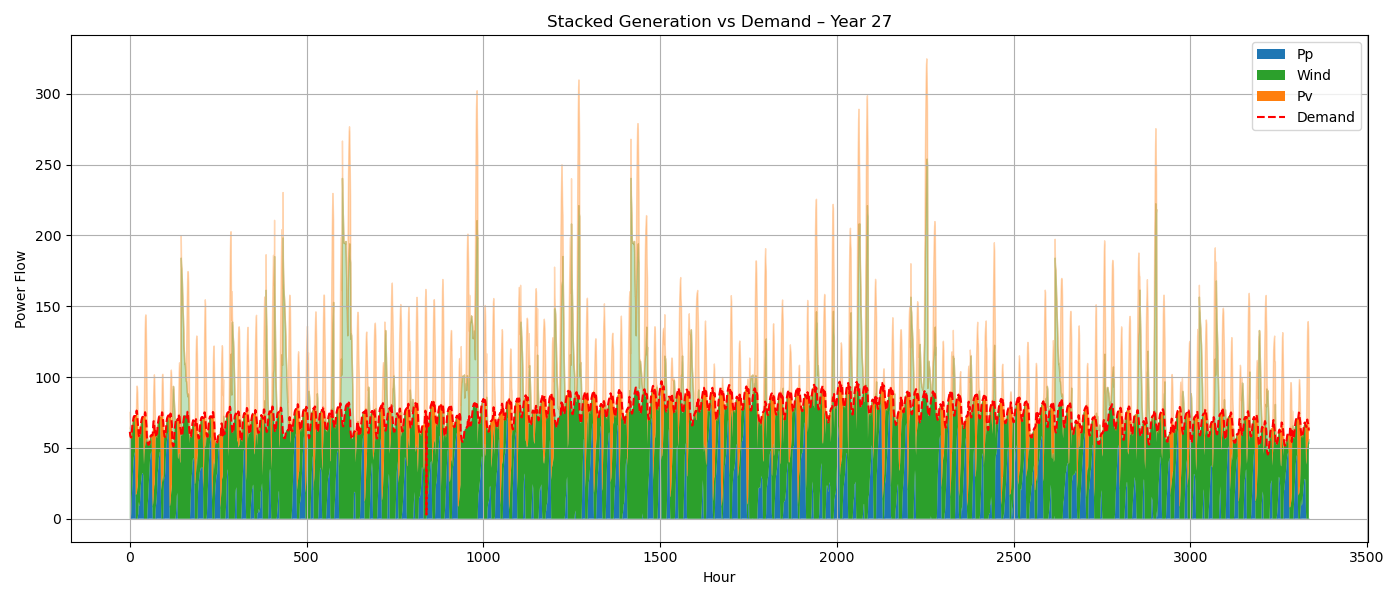 Stacked Generation vs Demand – Year 27
Power Flow
300
250
200
150
100
50
0
0 500 1000 1500 2000 2500 3000 3500
Hour
Pp
Wind
Pv
Demand